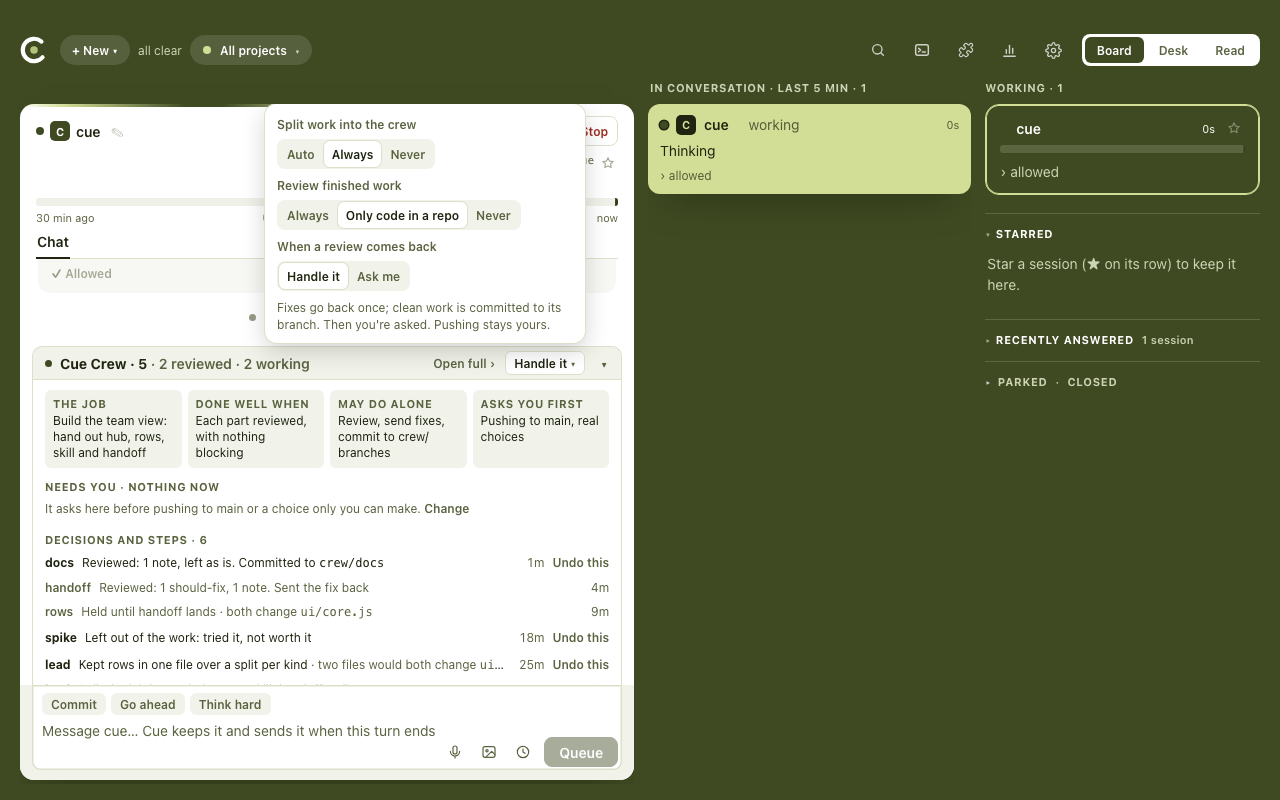 + New ▾ all clear All projects ▾
Board Desk Read
C cue
Stop
30 min ago
now
Chat
✓ Allowed
Split work into the crew
Auto Always Never
Review finished work
Always Only code in a repo Never
When a review comes back
Handle it Ask me
Fixes go back once; clean work is committed to its
branch. Then you're asked. Pushing stays yours.
Cue Crew · 5 · 2 reviewed · 2 working Open full › Handle it ▾ ▾
THE JOB
Build the team view:
hand out hub, rows,
skill and handoff
DONE WELL WHEN
Each part reviewed,
with nothing
blocking
MAY DO ALONE
Review, send fixes,
commit to crew/
branches
ASKS YOU FIRST
Pushing to main, real
choices
NEEDS YOU · NOTHING NOW
It asks here before pushing to main or a choice only you can make. Change
DECISIONS AND STEPS · 6
docs Reviewed: 1 note, left as is. Committed to crew/docs 1m Undo this
handoff Reviewed: 1 should-fix, 1 note. Sent the fix back 4m
rows Held until handoff lands · both change ui/core.js 9m
spike Left out of the work: tried it, not worth it 18m Undo this
lead Kept rows in one file over a split per kind · two files would both change ui… 25m Undo this
Commit Go ahead Think hard
Message cue… Cue keeps it and sends it when this turn ends
Queue
IN CONVERSATION · LAST 5 MIN · 1
C cue working 0s
Thinking
› allowed
WORKING · 1
cue 0s
› allowed
STARRED
Star a session (★ on its row) to keep it
here.
RECENTLY ANSWERED 1 session
PARKED · CLOSED